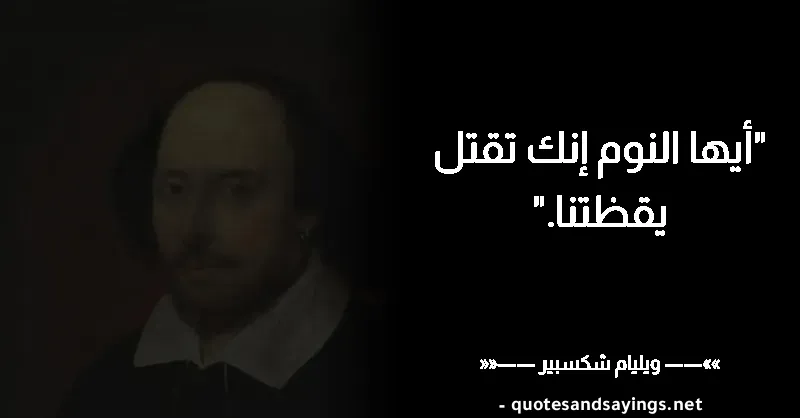 "أيها النوم إنك تقتل
يقظتنا."
»»—— ويليام شكسبير ——««
- quotesandsayings.net